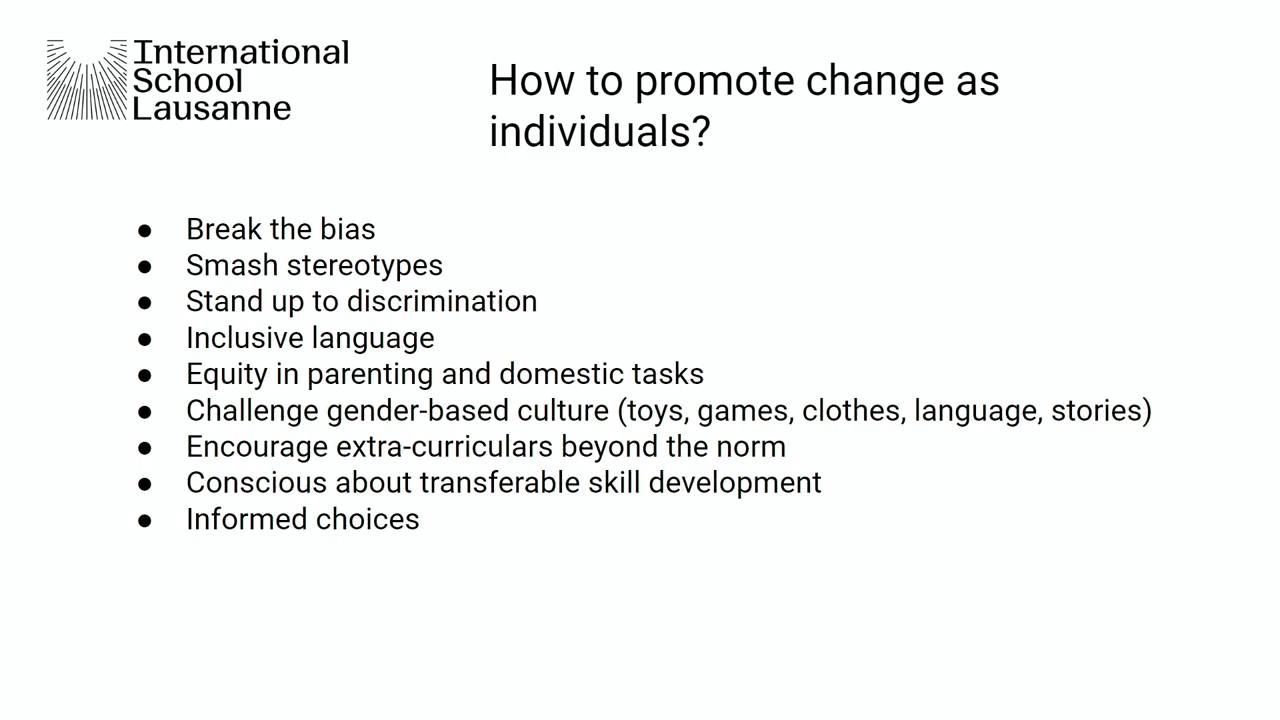 International
School
Lausanne
How to promote change as
individuals?
● Break the bias
● Smash stereotypes
● Stand up to discrimination
● Inclusive language
● Equity in parenting and domestic tasks
● Challenge gender-based culture (toys, games, clothes, language, stories)
● Encourage extra-curriculars beyond the norm
● Conscious about transferable skill development
● Informed choices